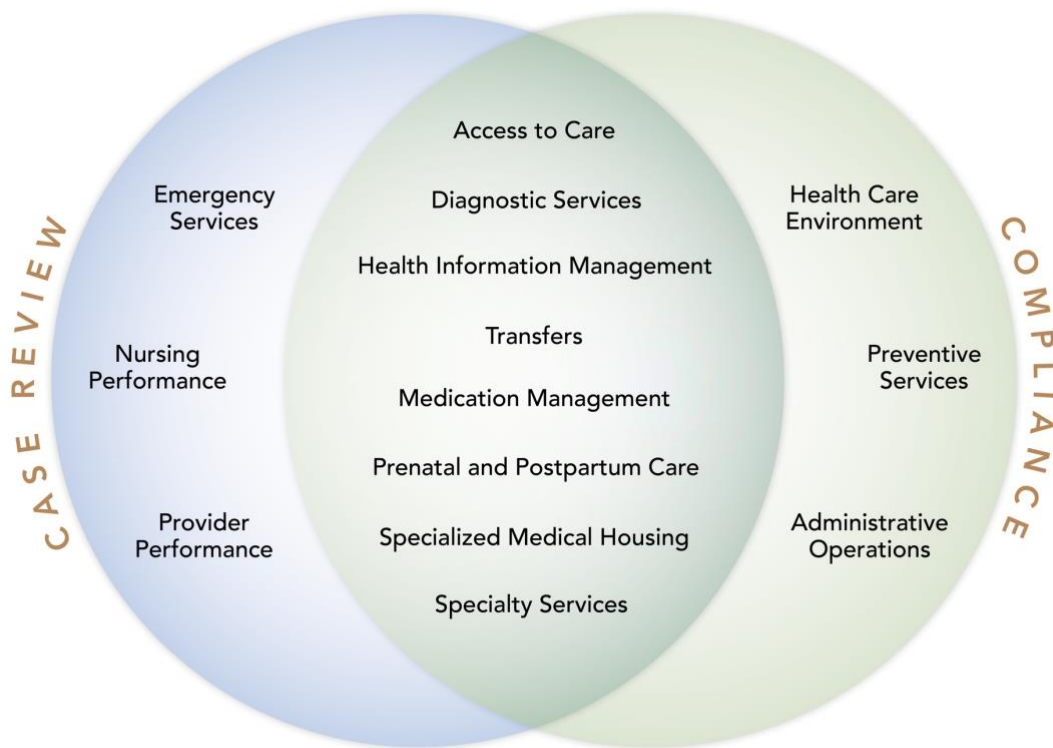 CASE REVIEW
Emergency
Services
Nursing
Performance
Provider
Performance
Access to Care
Diagnostic Services
Health Information Management
Transfers
Medication Management
Prenatal and Postpartum Care
Specialized Medical Housing
Specialty Services
Health Care
Environment
Preventive
Services
Administrative
Operations
COMPLIANCE